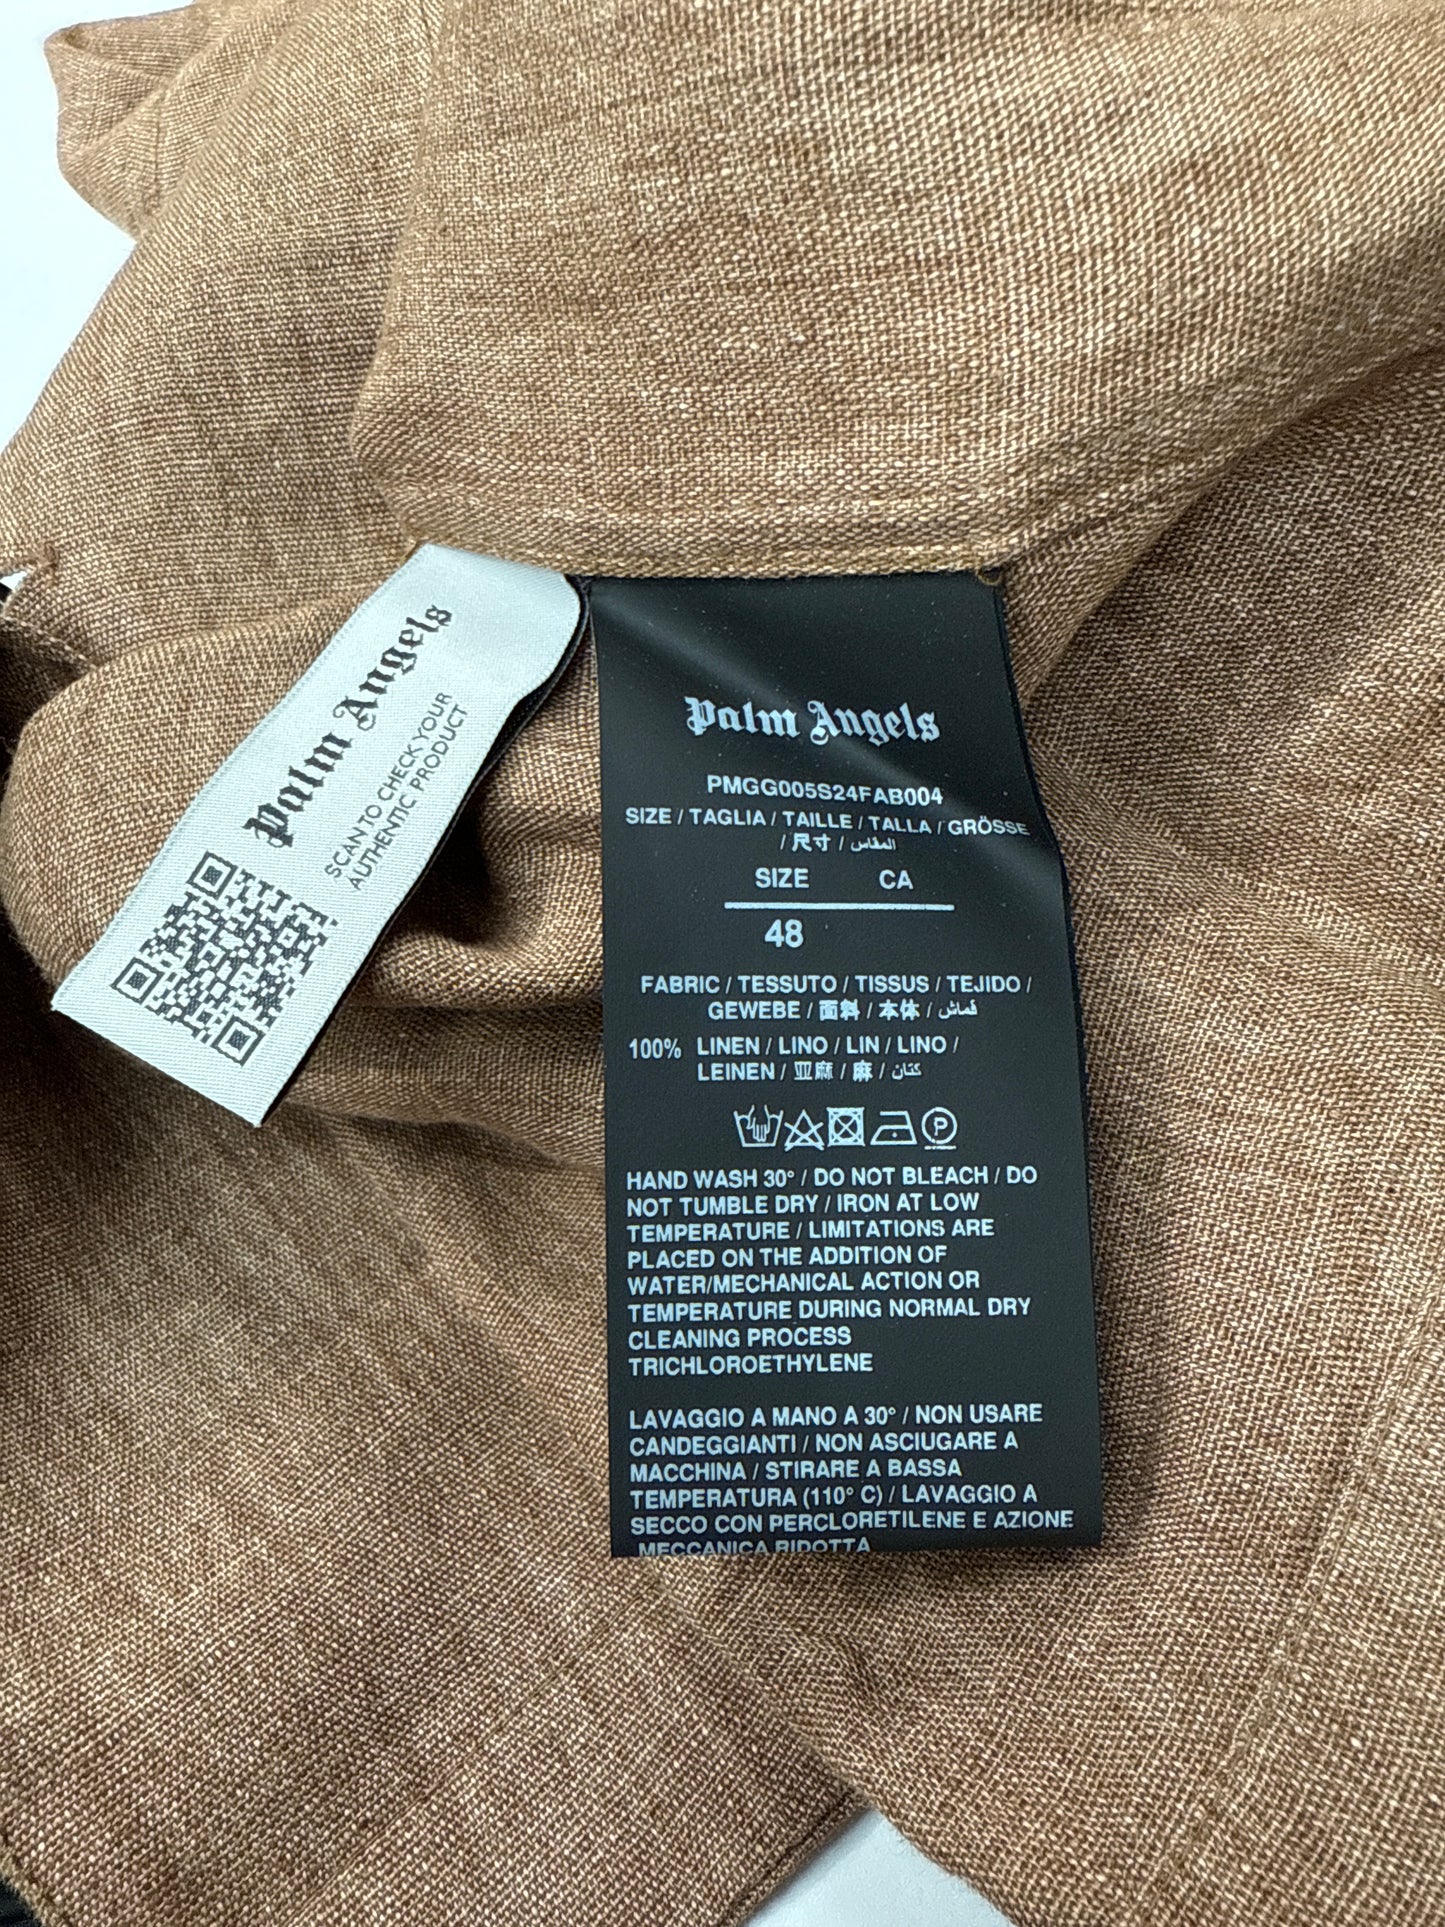 Palm Angels
SCAN TO CHECK YOUR
AUTHENTIC PRODUCT
Palm Angels
PMGG005S24FAB004
SIZE / TAGLIA / TAILLE / TALLA / GRÖSSE
/ 尺寸 / المقاس
SIZE CA
48
FABRIC / TESSUTO / TISSUS / TEJIDO /
GEWEBE / 面料 / 本体 / قماش
100% LINEN / LINO / LIN / LINO /
LEINEN / 亚麻 / 麻 / كتان
P
HAND WASH 30° / DO NOT BLEACH / DO
NOT TUMBLE DRY / IRON AT LOW
TEMPERATURE / LIMITATIONS ARE
PLACED ON THE ADDITION OF
WATER/MECHANICAL ACTION OR
TEMPERATURE DURING NORMAL DRY
CLEANING PROCESS
TRICHLOROETHYLENE
LAVAGGIO A MANO A 30° / NON USARE
CANDEGGIANTI / NON ASCIUGARE A
MACCHINA / STIRARE A BASSA
TEMPERATURA (110° C) / LAVAGGIO A
SECCO CON PERCLORETILENE E AZIONE
MECCANICA RIDOTTA